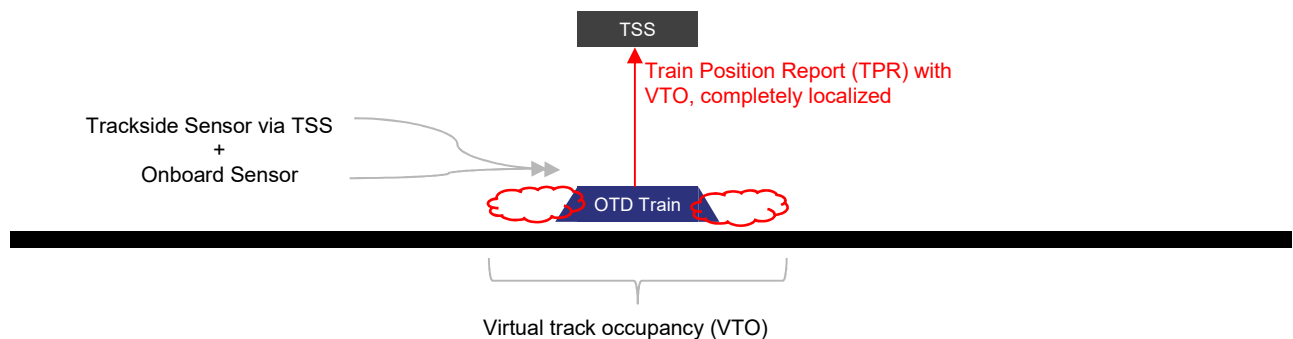 TSS
Train Position Report (TPR) with
VTO, completely localized
Trackside Sensor via TSS
+
Onboard Sensor
OTD Train
Virtual track occupancy (VTO)